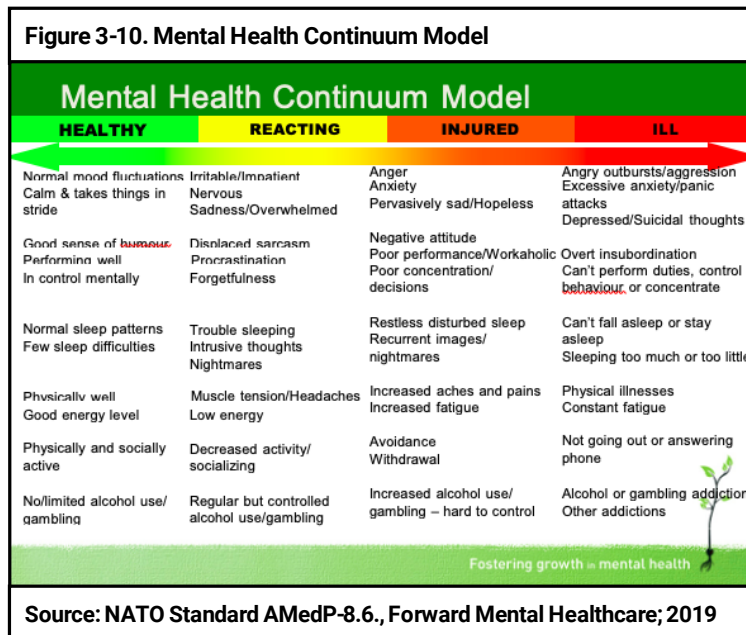 Figure 3-10. Mental Health Continuum Model
Mental Health Continuum Model
HEALTHY REACTING INJURED ILL
Normal mood fluctuations
Calm & takes things in
stride
Irritable/Impatient
Nervous
Sadness/Overwhelmed
Anger
Anxiety
Pervasively sad/Hopeless
Angry outbursts/aggression
Excessive anxiety/panic
attacks
Depressed/Suicidal thoughts
Good sense of humour
Performing well
In control mentally
Displaced sarcasm
Procrastination
Forgetfulness
Negative attitude
Poor performance/Workaholic
Poor concentration/
decisions
Overt insubordination
Can't perform duties, control
behaviour or concentrate
Normal sleep patterns
Few sleep difficulties
Trouble sleeping
Intrusive thoughts
Nightmares
Restless disturbed sleep
Recurrent images/
nightmares
Can't fall asleep or stay
asleep
Sleeping too much or too little
Physically well
Good energy level
Muscle tension/Headaches
Low energy
Increased aches and pains
Increased fatigue
Physical illnesses
Constant fatigue
Physically and socially
active
Decreased activity/
socializing
Avoidance
Withdrawal
Not going out or answering
phone
No/limited alcohol use/
gambling
Regular but controlled
alcohol use/gambling
Increased alcohol use/
gambling – hard to control
Alcohol or gambling addiction
Other addictions
Fostering growth in mental health
Source: NATO Standard AMedP-8.6., Forward Mental Healthcare; 2019